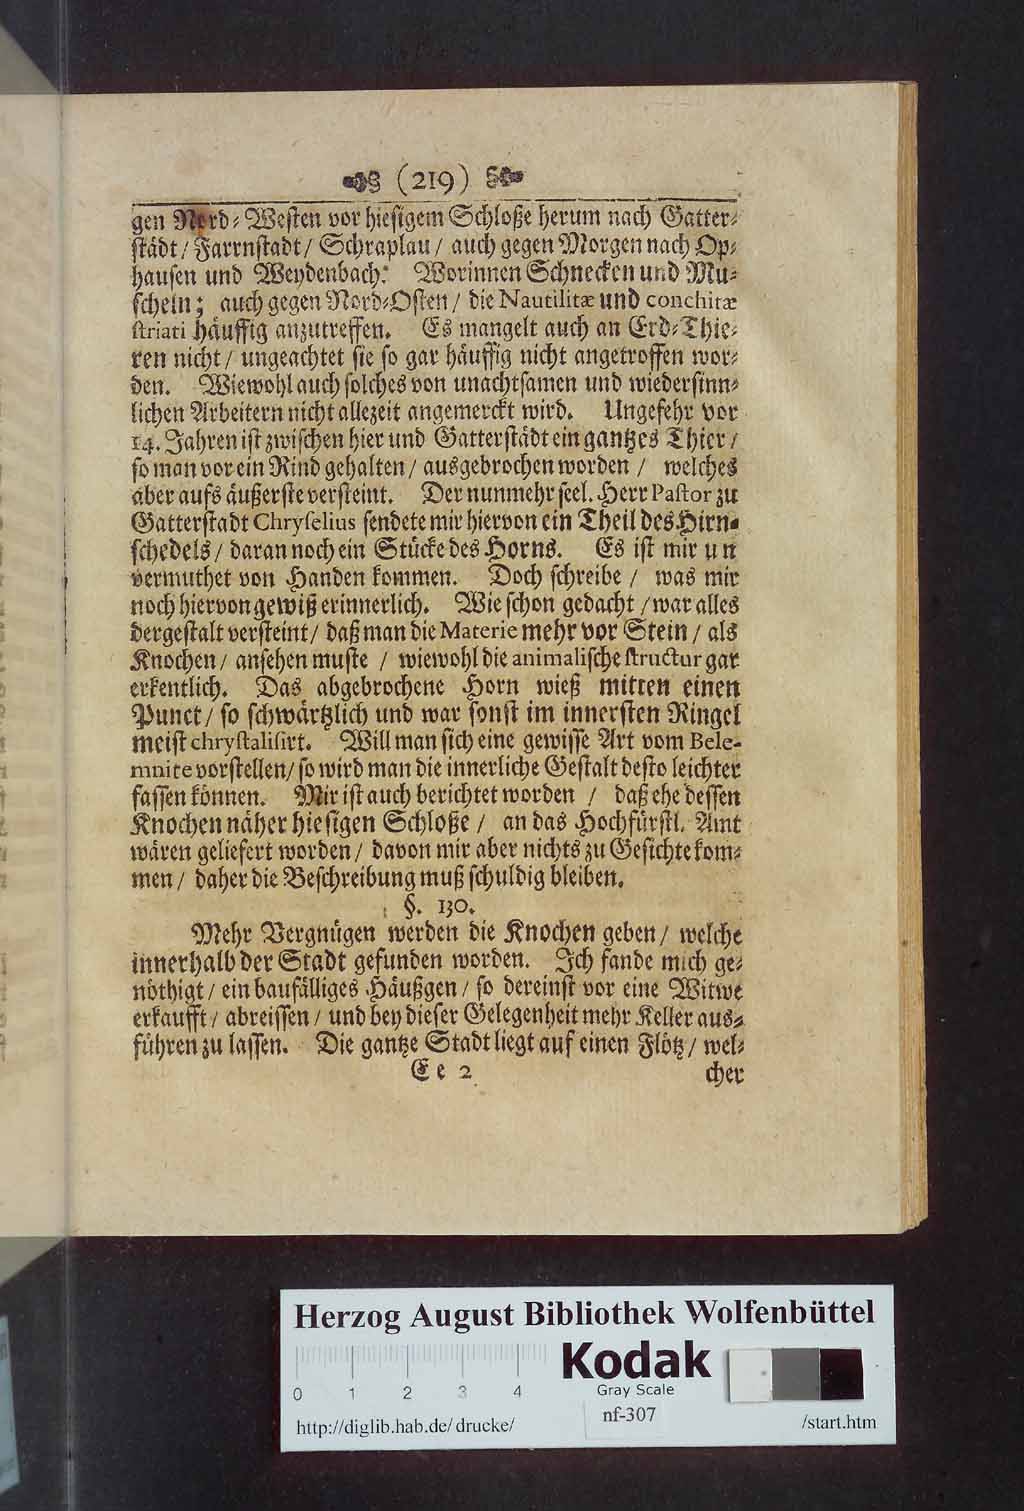 (219)
gen Nord-Westen vor hiesigem Schloße herum nach Gatter-
städt/ Farrnstadt/ Schraplau/ auch gegen Morgen nach Op-
hausen und Weydenbach: Worinnen Schnecken und Mu-
scheln; auch gegen Nord-Osten/ die Nautilitæ und conchitæ
striati häuffig anzutreffen. Es mangelt auch an Erd-Thie-
ren nicht/ ungeachtet sie so gar häuffig nicht angetroffen wor-
den. Wiewohl auch solches von unachtsamen und wiedersinn-
lichen Arbeitern nicht allezeit angemerckt wird. Ungefehr vor
14. Jahren ist zwischen hier und Gatterstädt ein gantzes Thier/
so man vor ein Rind gehalten/ ausgebrochen worden/ welches
aber aufs äußerste versteint. Der nunmehr seel. Herr Pastor zu
Gatterstadt Chryselius sendete mir hiervon ein Theil des Hirn-
schedels/ daran noch ein Stücke des Horns. Es ist mir un
vermuthet von Handen kommen. Doch schreibe/ was mir
noch hiervon gewiß erinnerlich. Wie schon gedacht/ war alles
dergestalt versteint/ daß man die Materie mehr vor Stein/ als
Knochen/ ansehen muste/ wiewohl die animalische structur gar
erkentlich. Das abgebrochene Horn wieß mitten einen
Punct/ so schwärtzlich und war sonst im innersten Ringel
meist chrystalisirt. Will man sich eine gewisse Art vom Bele-
mnite vorstellen/ so wird man die innerliche Gestalt desto leichter
fassen können. Mir ist auch berichtet worden/ daß ehe dessen
Knochen näher hiesigen Schloße/ an das Hochfürstl. Amt
wären geliefert worden/ davon mir aber nichts zu Gesichte kom-
men/ daher die Beschreibung muß schuldig bleiben.
§. 130.
Mehr Vergnügen werden die Knochen geben/ welche
innerhalb der Stadt gefunden worden. Ich fande mich ge-
nöthigt/ ein baufälliges Häußgen/ so dereinst vor eine Witwe
erkaufft/ abreissen/ und bey dieser Gelegenheit mehr Keller aus-
führen zu lassen. Die gantze Stadt liegt auf einen Flötz/ wel-
Ee 2 cher
Herzog August Bibliothek Wolfenbüttel
Kodak
Gray Scale
0 1 2 3 4
nf-307
http://diglib.hab.de/drucke/ /start.htm